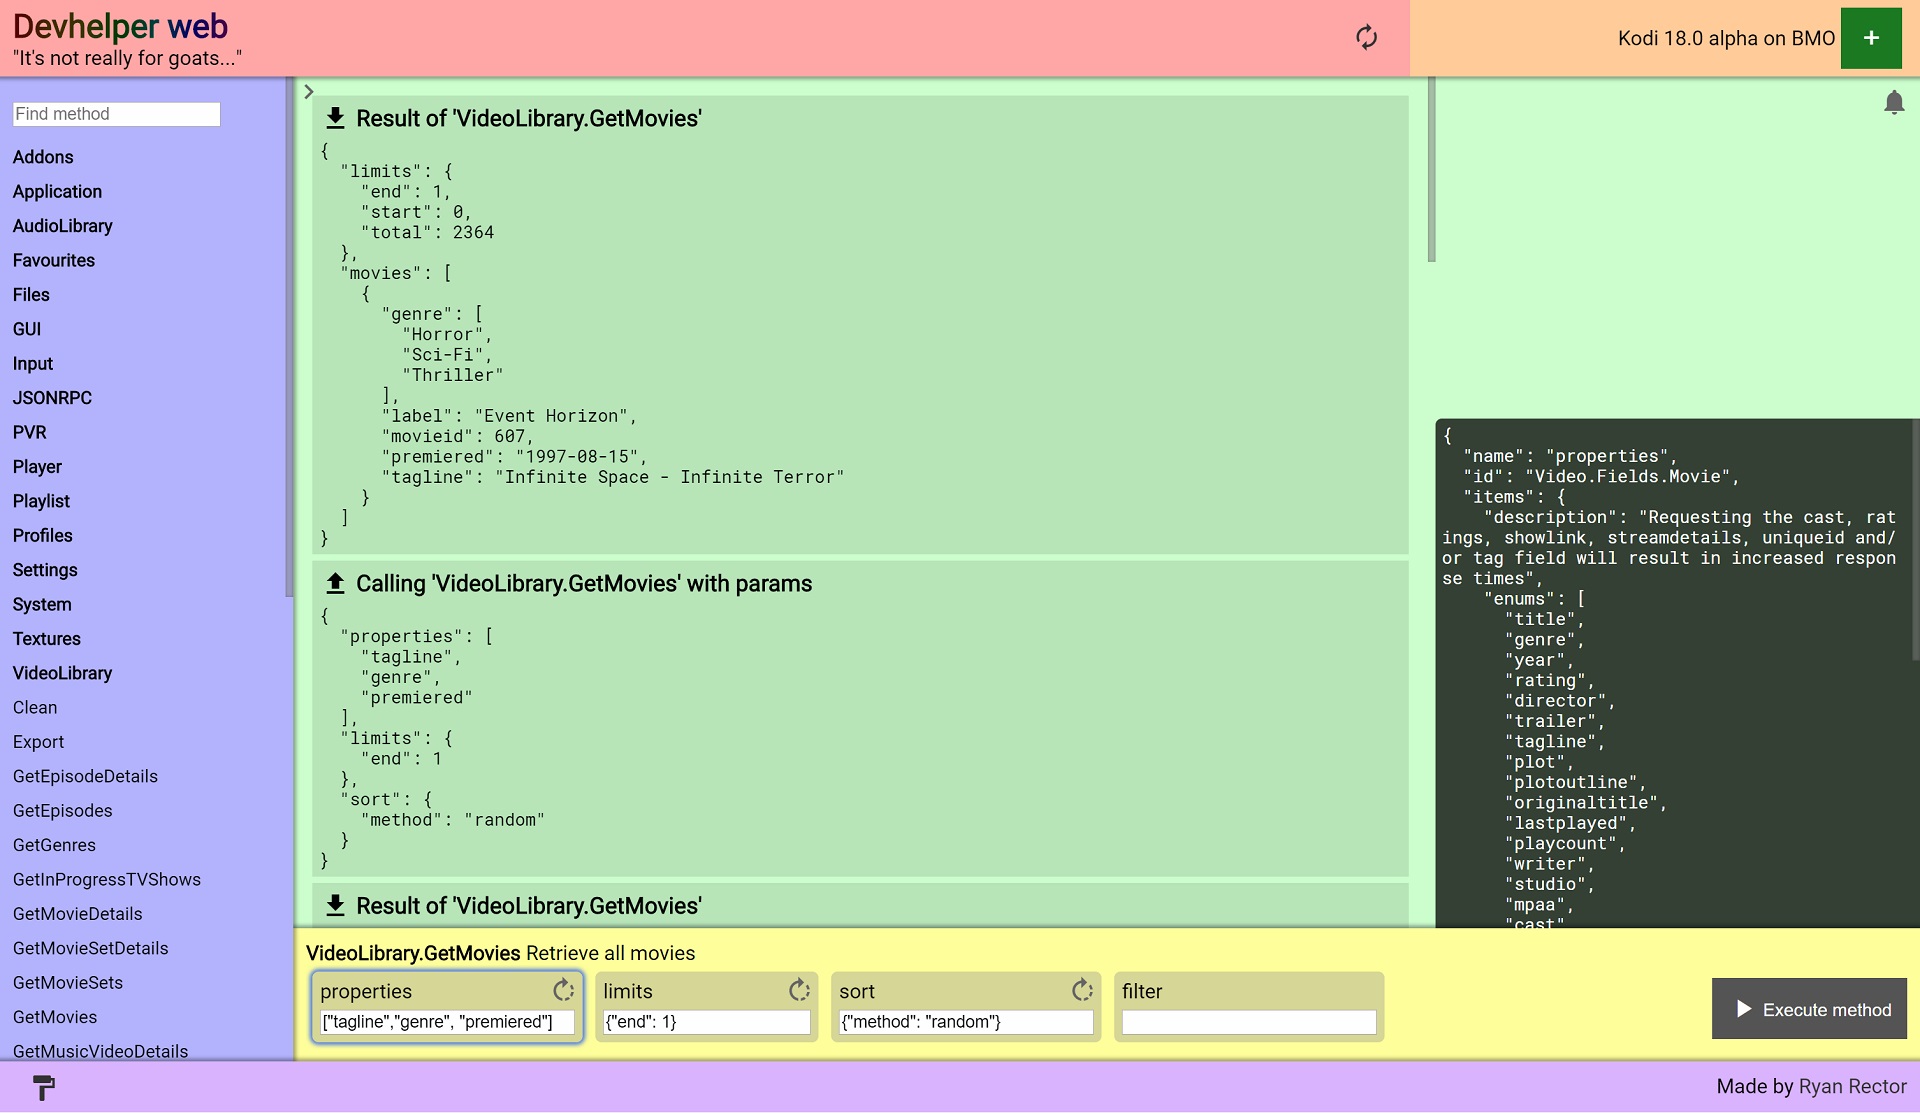 Devhelper web
"It's not really for goats..."
Kodi 18.0 alpha on BMO
+
Find method
Addons
Application
AudioLibrary
Favourites
Files
GUI
Input
JSONRPC
PVR
Player
Playlist
Profiles
Settings
System
Textures
VideoLibrary
Clean
Export
GetEpisodeDetails
GetEpisodes
GetGenres
GetInProgressTVShows
GetMovieDetails
GetMovieSetDetails
GetMovieSets
GetMovies
GetMusicVideoDetails
Result of 'VideoLibrary.GetMovies'
{
"limits": {
"end": 1,
"start": 0,
"total": 2364
},
"movies": [
{
"genre": [
"Horror",
"Sci-Fi",
"Thriller"
],
"label": "Event Horizon",
"movieid": 607,
"premiered": "1997-08-15",
"tagline": "Infinite Space - Infinite Terror"
}
]
}
Calling 'VideoLibrary.GetMovies' with params
{
"properties": [
"tagline",
"genre",
"premiered"
],
"limits": {
"end": 1
},
"sort": {
"method": "random"
}
}
Result of 'VideoLibrary.GetMovies'
{
"name": "properties",
"id": "Video.Fields.Movie",
"items": {
"description": "Requesting the cast, rat
ings, showlink, streamdetails, uniqueid and/
or tag field will result in increased respon
se times",
"enums": [
"title",
"genre",
"year",
"rating",
"director",
"trailer",
"tagline",
"plot",
"plotoutline",
"originaltitle",
"lastplayed",
"playcount",
"writer",
"studio",
"mpaa",
"cast"
VideoLibrary.GetMovies Retrieve all movies
properties
["tagline","genre", "premiered"]
limits
{"end": 1}
sort
{"method": "random"}
filter
Execute method
Made by Ryan Rector